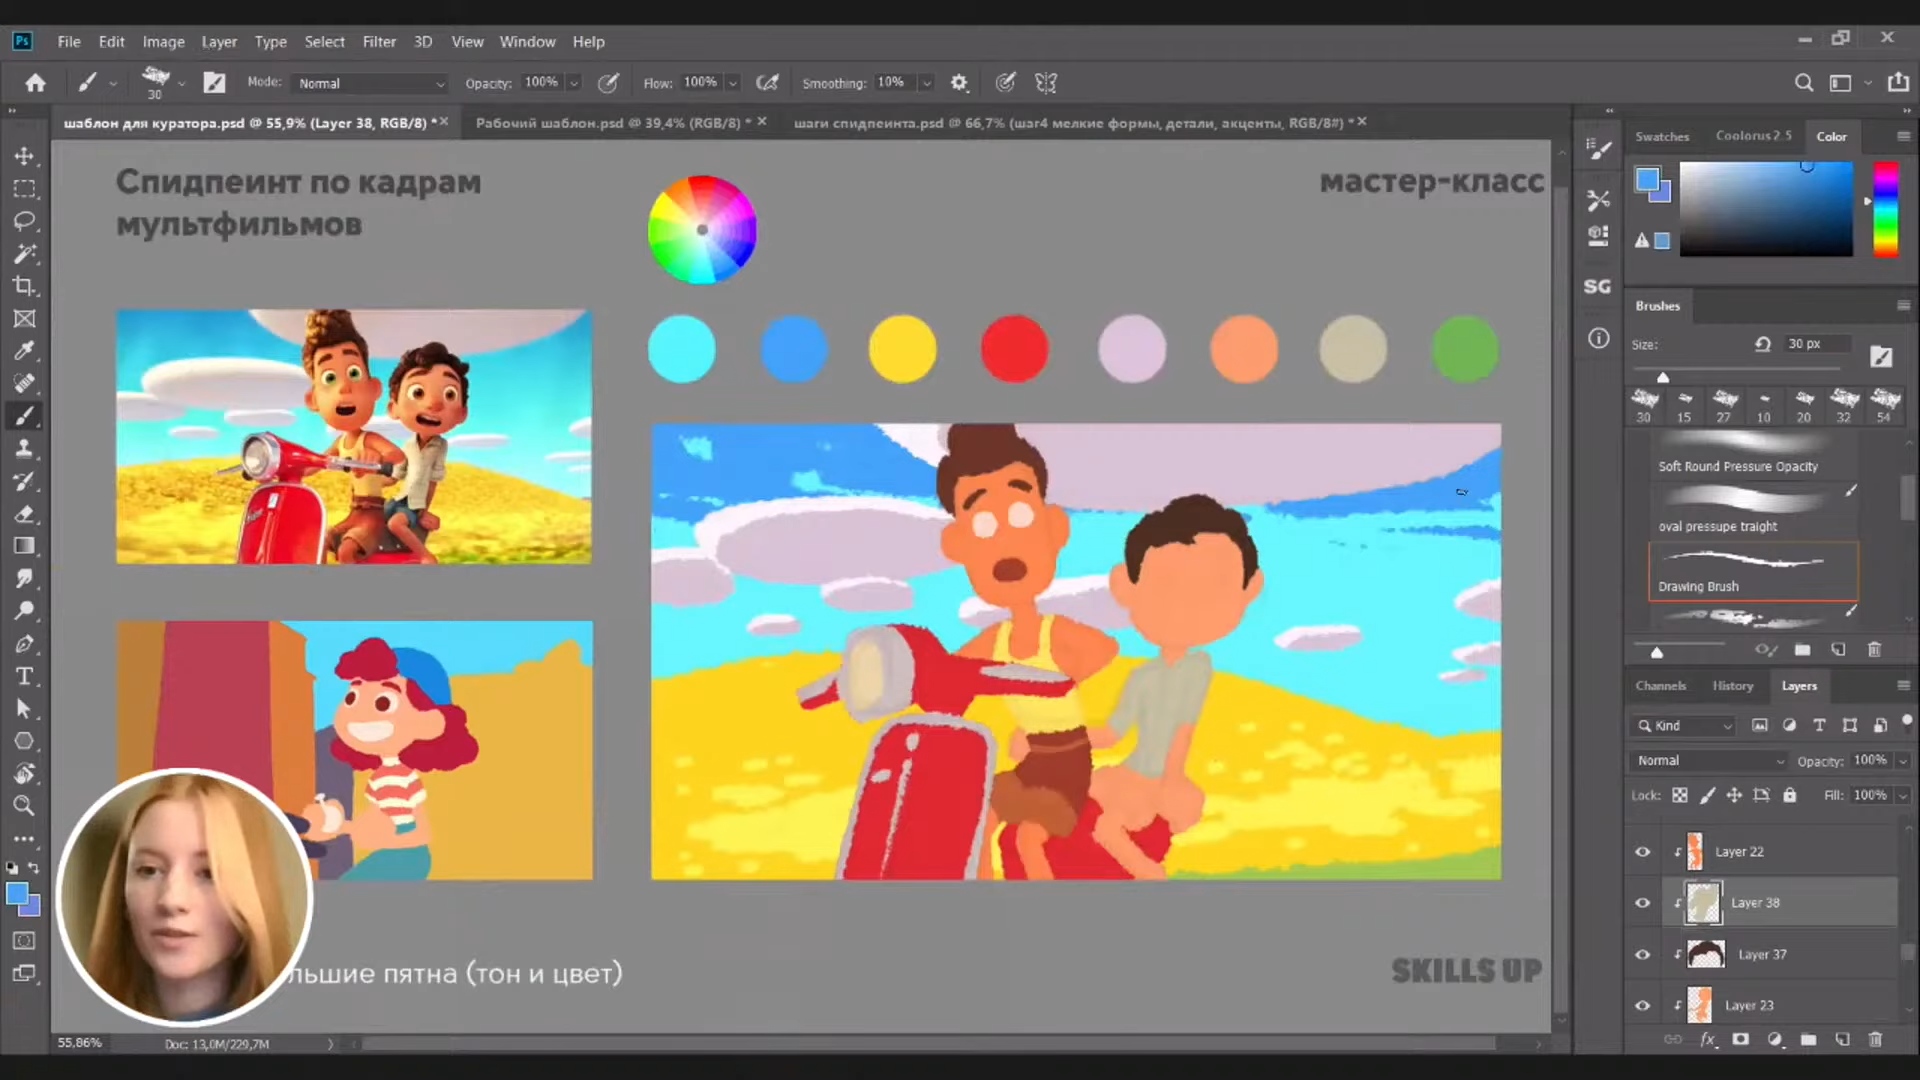 Ps File Edit Image Layer Type Select Filter 3D View Window Help
30 Mode: Normal Opacity: 100% Flow: 100% Smoothing: 10%
шаблон для куратора.psd @ 55,9% (Layer 38, RGB/8) *
Рабочий шаблон.psd @ 39,4% (RGB/8) *
шаги спидпеинта.psd @ 66,7% (шаг4 мелкие формы, детали, акценты, RGB/8#) *
Спидпеинт по кадрам
мультфильмов
мастер-класс
льшие пятна (тон и цвет)
SKILLS UP
55,86% Doc: 13,0M/229,7M
SG
Swatches Coolorus 2.5 Color
Brushes
Size: 30 px
30 15 27 10 20 32 54
Soft Round Pressure Opacity
oval pressupe traight
Drawing Brush
Channels History Layers
Kind
Normal Opacity: 100%
Lock: Fill: 100%
Layer 22
Layer 38
Layer 37
Layer 23
fx